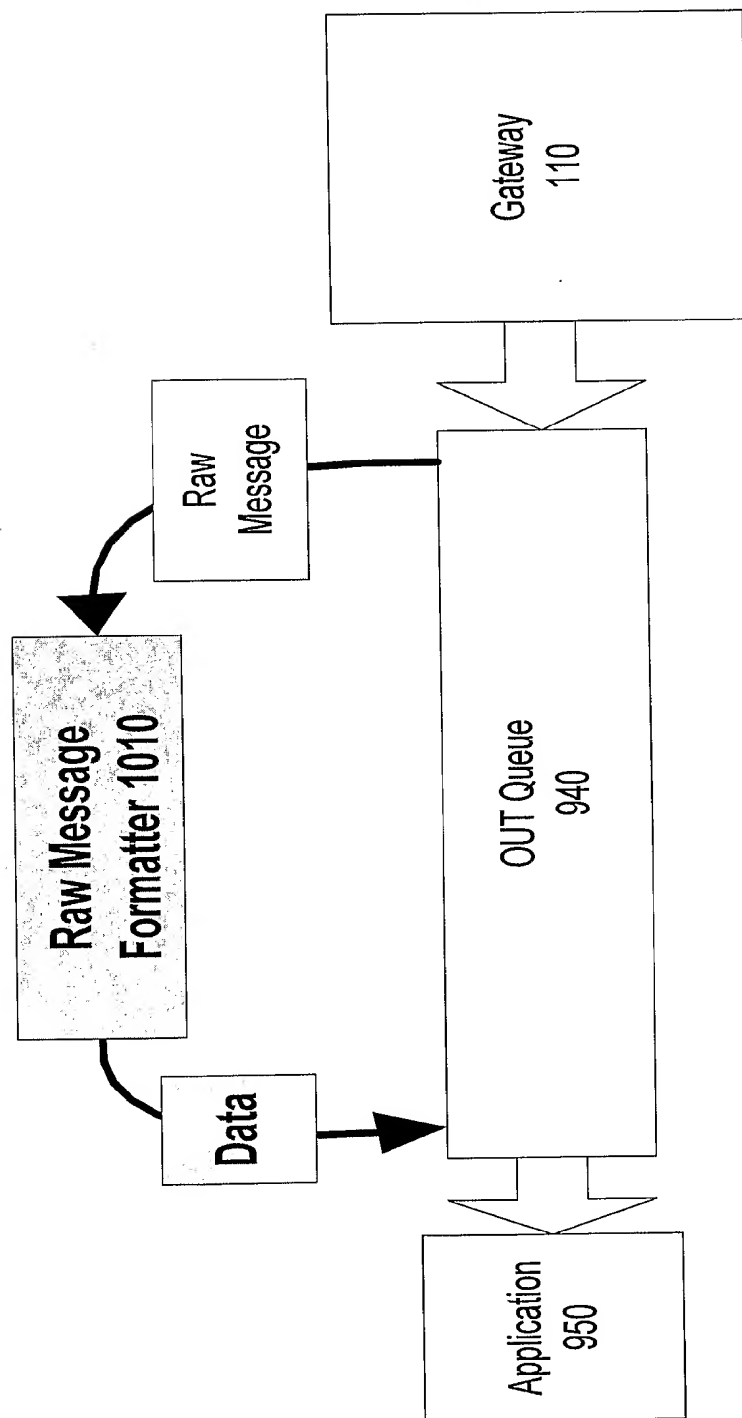 Raw Message
Formatter 1010
Data
Raw
Message
Application
950
OUT Queue
940
Gateway
110